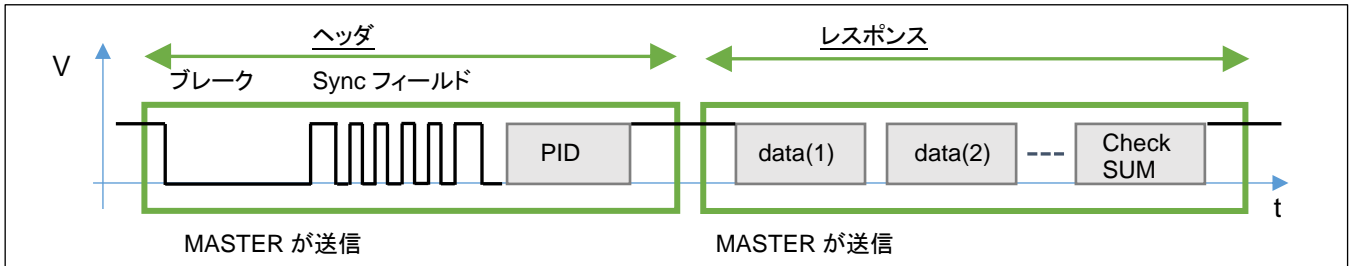 ヘッダ
レスポンス
V
ブレーク
Sync フィールド
PID
data(1)
data(2)
Check
SUM
t
MASTER が送信
MASTER が送信